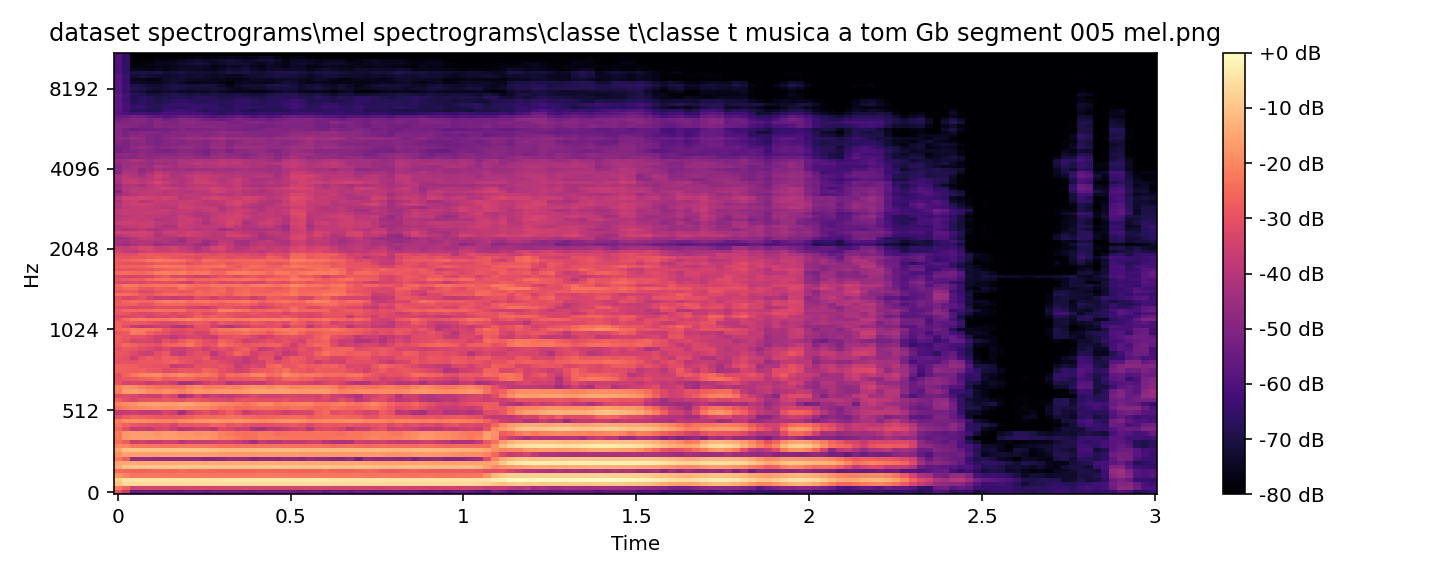 dataset spectrograms\mel spectrograms\classe t\classe t musica a tom Gb segment 005 mel.png
Hz
8192
4096
2048
1024
512
0
0
0.5
1
1.5
2
2.5
3
Time
+0 dB
-10 dB
-20 dB
-30 dB
-40 dB
-50 dB
-60 dB
-70 dB
-80 dB